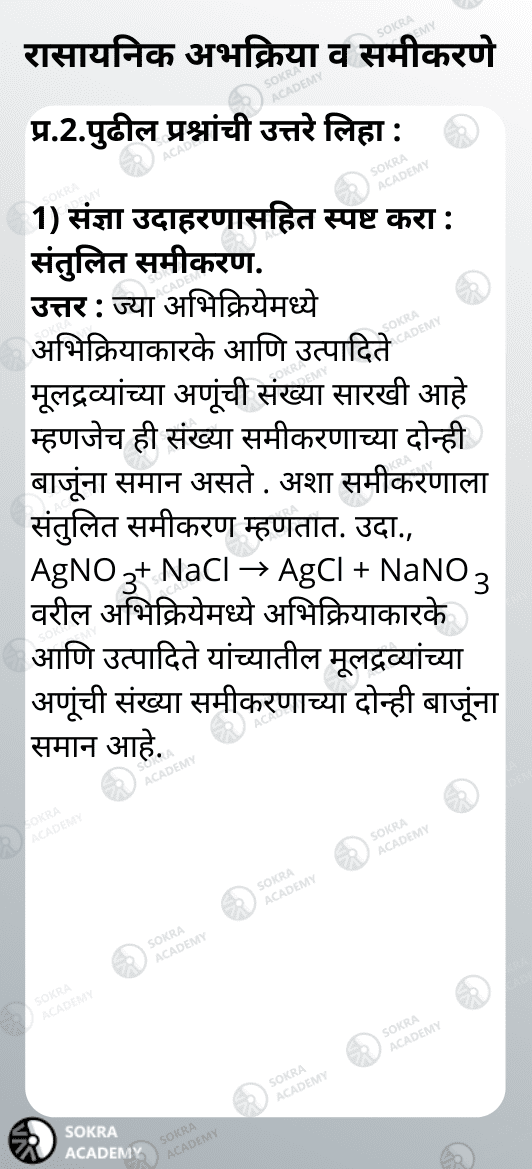 रासायनिक अभक्रिया व समीकरणे
प्र.2.पुढील प्रश्नांची उत्तरे लिहा :
1) संज्ञा उदाहरणासहित स्पष्ट करा :
संतुलित समीकरण.
उत्तर : ज्या अभिक्रियेमध्ये
अभिक्रियाकारके आणि उत्पादिते
मूलद्रव्यांच्या अणूंची संख्या सारखी आहे
म्हणजेच ही संख्या समीकरणाच्या दोन्ही
बाजूंना समान असते . अशा समीकरणाला
संतुलित समीकरण म्हणतात. उदा.,
AgNO₃+ NaCl → AgCl + NaNO₃
वरील अभिक्रियेमध्ये अभिक्रियाकारके
आणि उत्पादिते यांच्यातील मूलद्रव्यांच्या
अणूंची संख्या समीकरणाच्या दोन्ही बाजूंना
समान आहे.
SOKRA
ACADEMY